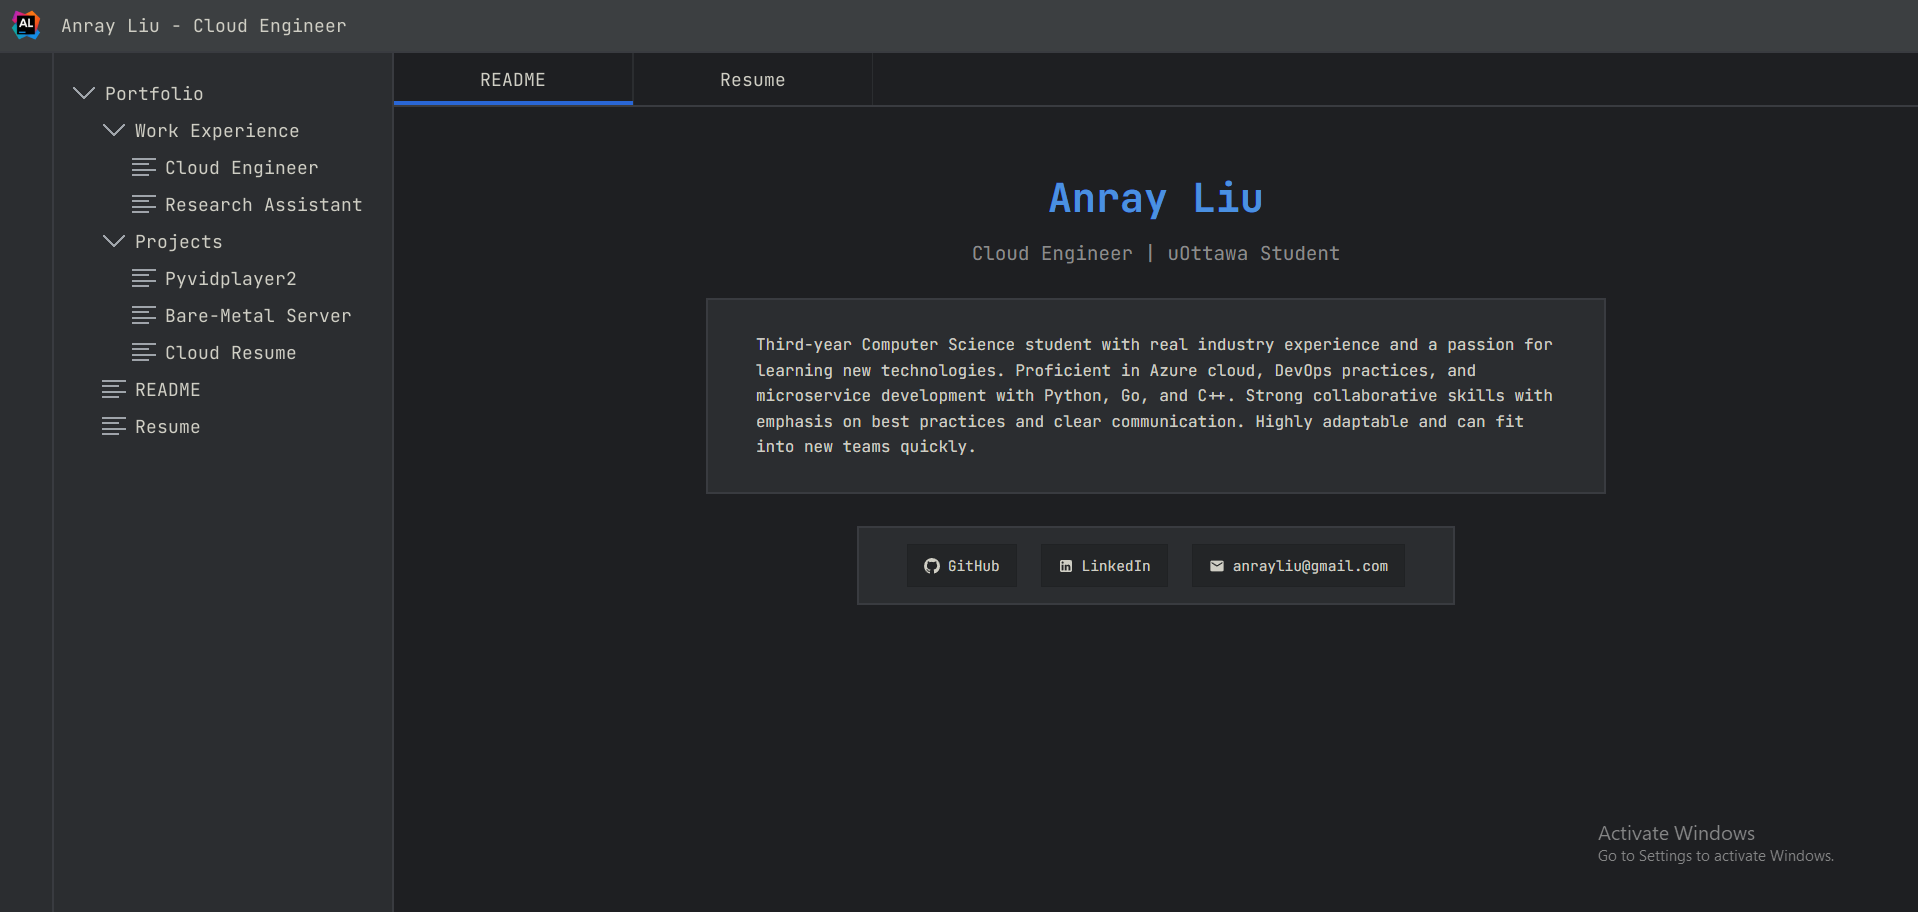 AL
Anray Liu - Cloud Engineer
Portfolio
Work Experience
Cloud Engineer
Research Assistant
Projects
Pyvidplayer2
Bare-Metal Server
Cloud Resume
README
Resume
README
Resume
Anray Liu
Cloud Engineer | uOttawa Student
Third-year Computer Science student with real industry experience and a passion for
learning new technologies. Proficient in Azure cloud, DevOps practices, and
microservice development with Python, Go, and C++. Strong collaborative skills with
emphasis on best practices and clear communication. Highly adaptable and can fit
into new teams quickly.
GitHub
LinkedIn
anrayliu@gmail.com
Activate Windows
Go to Settings to activate Windows.